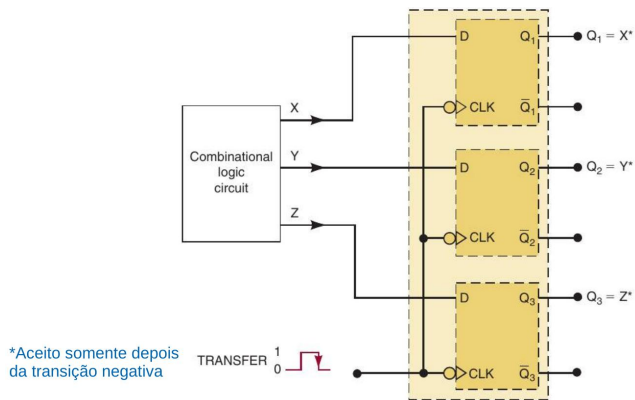 D Q1 Q1 = X*
X
CLK Q̅1
Combinational
logic
circuit
Y
D Q2 Q2 = Y*
Z
CLK Q̅2
D Q3 Q3 = Z*
*Aceito somente depois
da transição negativa
TRANSFER 1
0
CLK Q̅3